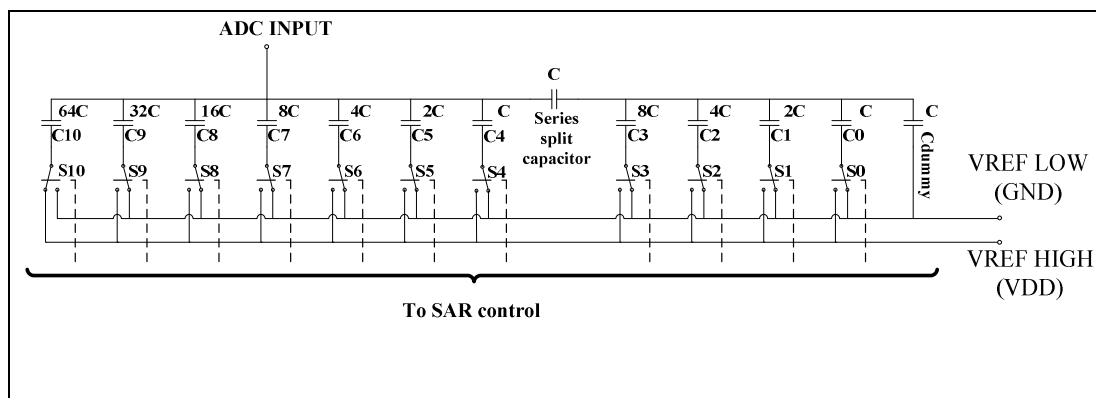 ADC INPUT
C
64C 32C 16C 8C 4C 2C C 8C 4C 2C C C
C10 C9 C8 C7 C6 C5 C4 C3 C2 C1 C0 Cdummy
Series
split
capacitor
S10 S9 S8 S7 S6 S5 S4 S3 S2 S1 S0
VREF LOW
(GND)
VREF HIGH
(VDD)
To SAR control